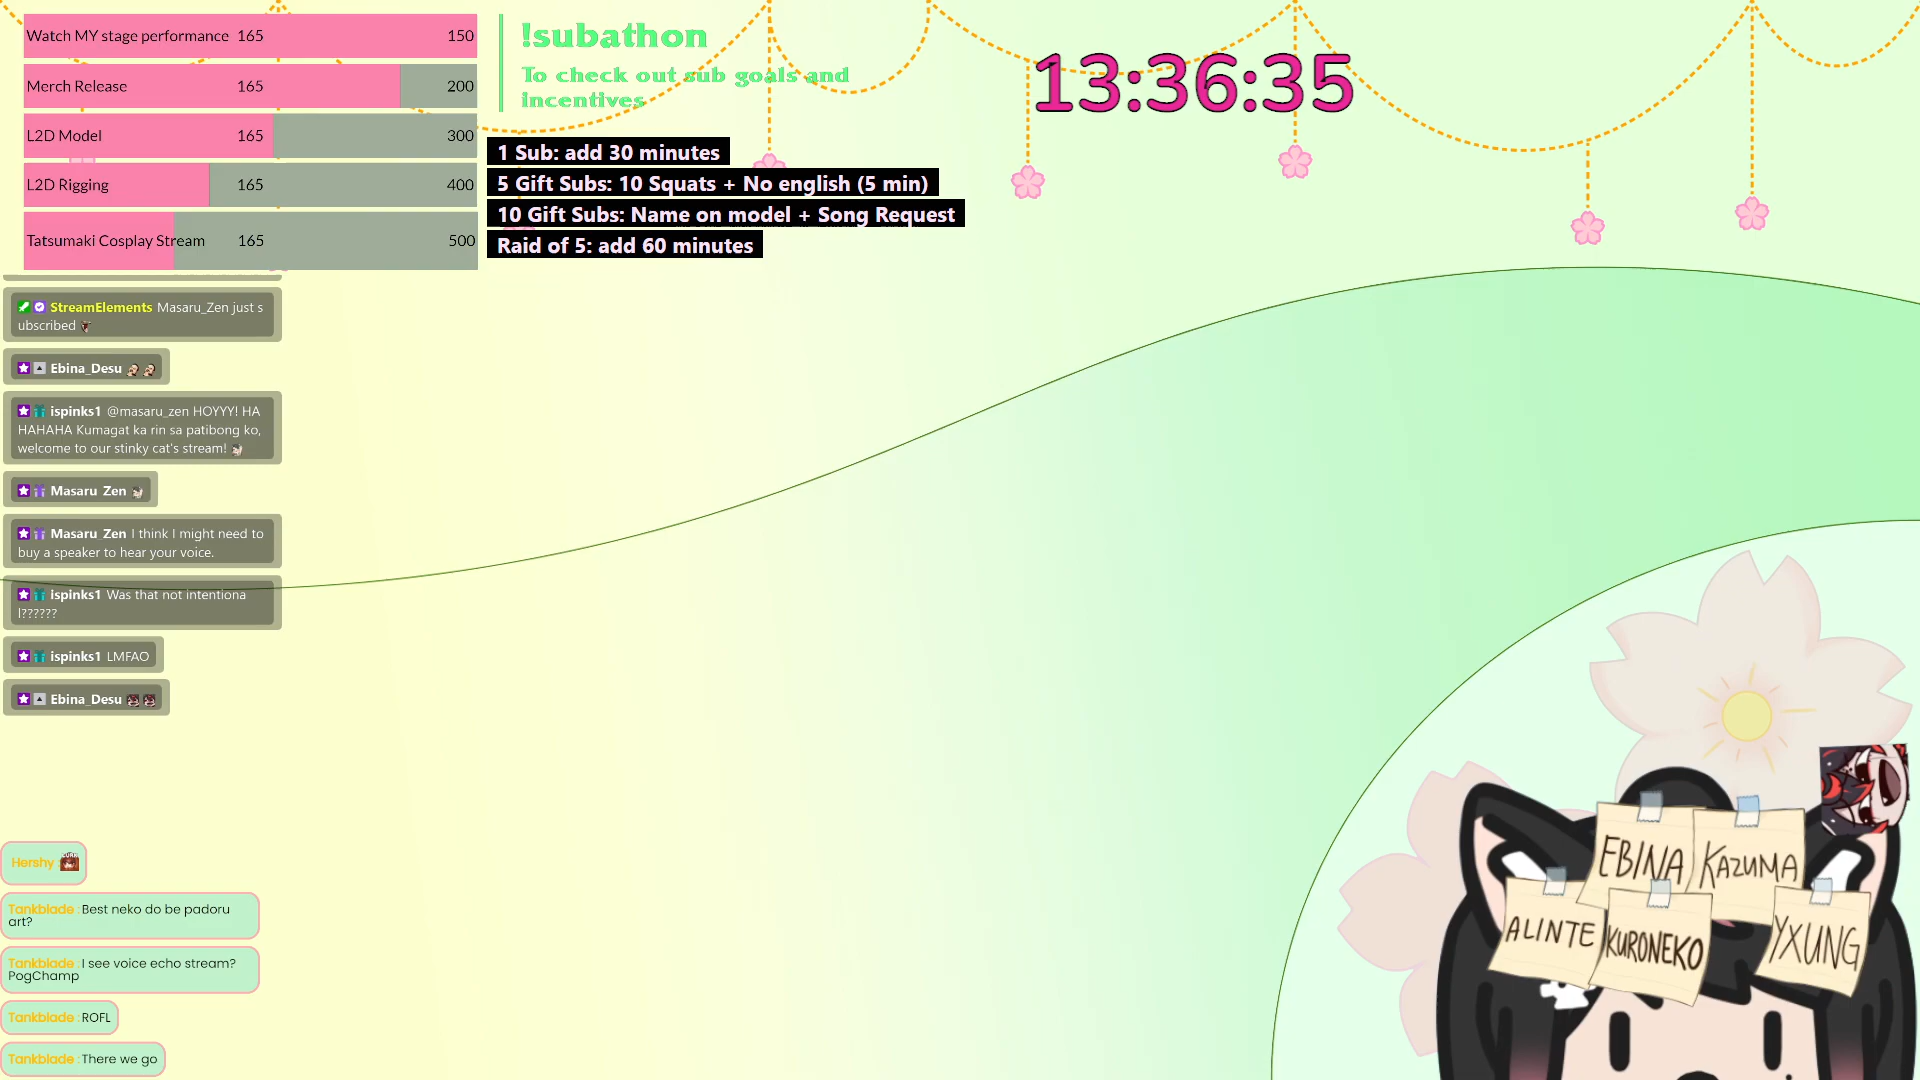 Watch MY stage performance 165 150
Merch Release 165 200
L2D Model 165 300
L2D Rigging 165 400
Tatsumaki Cosplay Stream 165 500
!subathon
To check out sub goals and
incentives
13:36:35
1 Sub: add 30 minutes
5 Gift Subs: 10 Squats + No english (5 min)
10 Gift Subs: Name on model + Song Request
Raid of 5: add 60 minutes
StreamElements Masaru_Zen just s
ubscribed
Ebina_Desu
ispinks1 @masaru_zen HOYYY! HA
HAHAHA Kumagat ka rin sa patibong ko,
welcome to our stinky cat's stream!
Masaru_Zen
Masaru_Zen I think I might need to
buy a speaker to hear your voice.
ispinks1 Was that not intentiona
l??????
ispinks1 LMFAO
Ebina_Desu
Hershy
Tankblade : Best neko do be padoru
art?
Tankblade : I see voice echo stream?
PogChamp
Tankblade : ROFL
Tankblade : There we go
EBINA
KAZUMA
ALINTE
KURONEKO
YXUNG